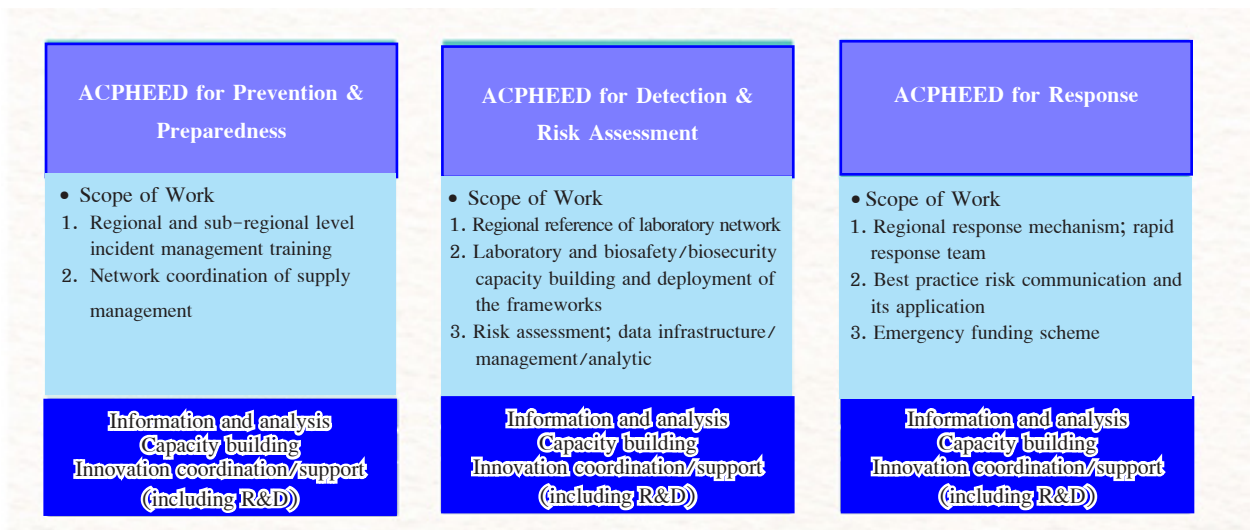 ACPHEED for Prevention &
Preparedness
• Scope of Work
1. Regional and sub-regional level
incident management training
2. Network coordination of supply
management
Information and analysis
Capacity building
Innovation coordination/support
(including R&D))
ACPHEED for Detection &
Risk Assessment
• Scope of Work
1. Regional reference of laboratory network
2. Laboratory and biosafety/biosecurity
capacity building and deployment of
the frameworks
3. Risk assessment; data infrastructure/
management/analytic
Information and analysis
Capacity building
Innovation coordination/support
(including R&D))
ACPHEED for Response
• Scope of Work
1. Regional response mechanism; rapid
response team
2. Best practice risk communication and
its application
3. Emergency funding scheme
Information and analysis
Capacity building
Innovation coordination/support
(including R&D))